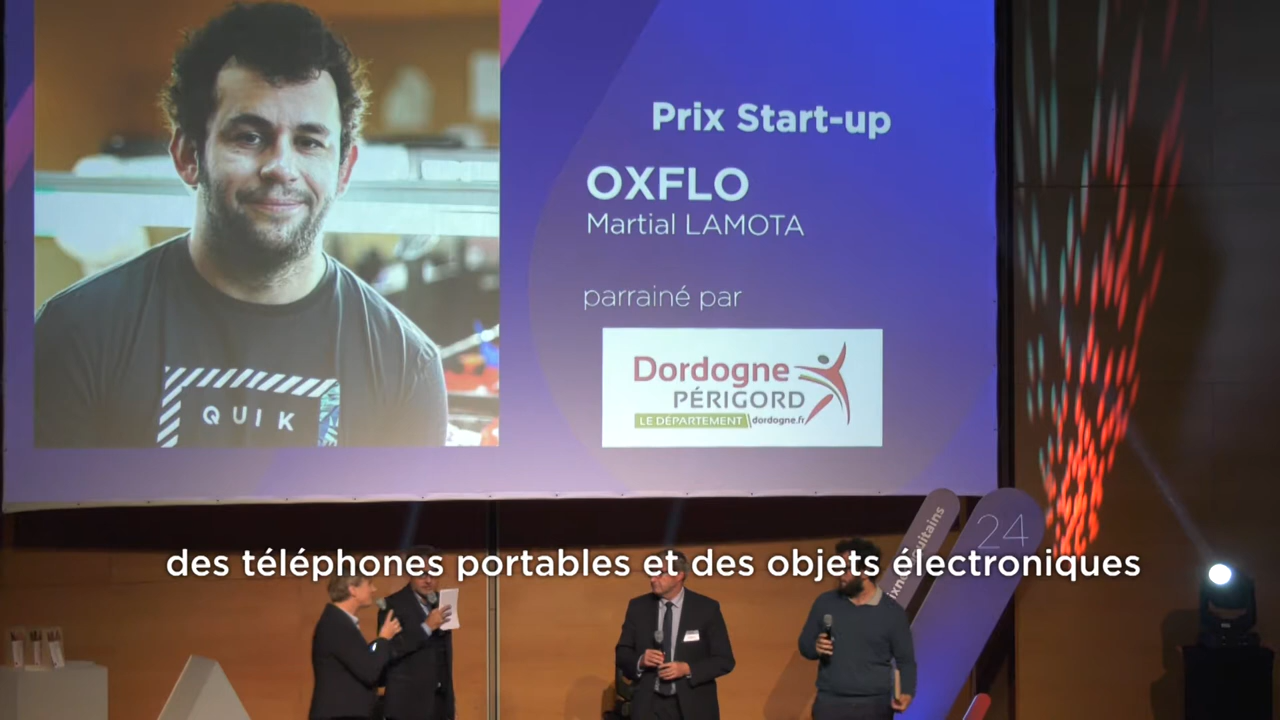 Prix Start-up
OXFLO
Martial LAMOTA
parrainé par
Dordogne
PÉRIGORD
LE DÉPARTEMENT dordogne.fr
QUIK
24
uitains
des téléphones portables et des objets électroniques